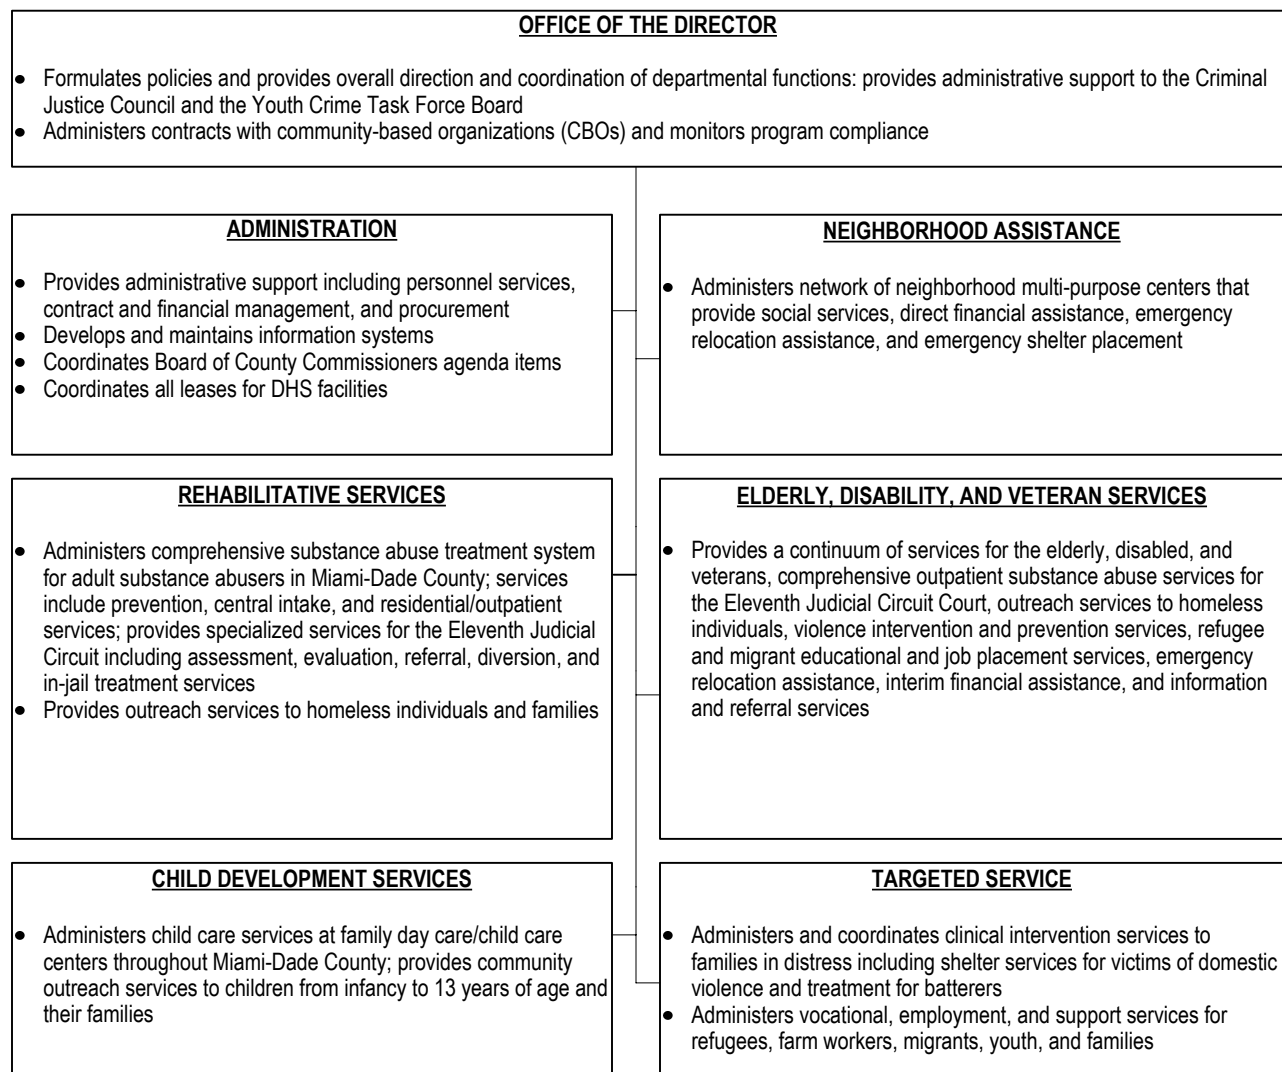 OFFICE OF THE DIRECTOR
• Formulates policies and provides overall direction and coordination of departmental functions: provides administrative support to the Criminal
Justice Council and the Youth Crime Task Force Board
• Administers contracts with community-based organizations (CBOs) and monitors program compliance
ADMINISTRATION
• Provides administrative support including personnel services,
contract and financial management, and procurement
• Develops and maintains information systems
• Coordinates Board of County Commissioners agenda items
• Coordinates all leases for DHS facilities
NEIGHBORHOOD ASSISTANCE
• Administers network of neighborhood multi-purpose centers that
provide social services, direct financial assistance, emergency
relocation assistance, and emergency shelter placement
REHABILITATIVE SERVICES
• Administers comprehensive substance abuse treatment system
for adult substance abusers in Miami-Dade County; services
include prevention, central intake, and residential/outpatient
services; provides specialized services for the Eleventh Judicial
Circuit including assessment, evaluation, referral, diversion, and
in-jail treatment services
• Provides outreach services to homeless individuals and families
ELDERLY, DISABILITY, AND VETERAN SERVICES
• Provides a continuum of services for the elderly, disabled, and
veterans, comprehensive outpatient substance abuse services for
the Eleventh Judicial Circuit Court, outreach services to homeless
individuals, violence intervention and prevention services, refugee
and migrant educational and job placement services, emergency
relocation assistance, interim financial assistance, and information
and referral services
CHILD DEVELOPMENT SERVICES
• Administers child care services at family day care/child care
centers throughout Miami-Dade County; provides community
outreach services to children from infancy to 13 years of age and
their families
TARGETED SERVICE
• Administers and coordinates clinical intervention services to
families in distress including shelter services for victims of domestic
violence and treatment for batterers
• Administers vocational, employment, and support services for
refugees, farm workers, migrants, youth, and families